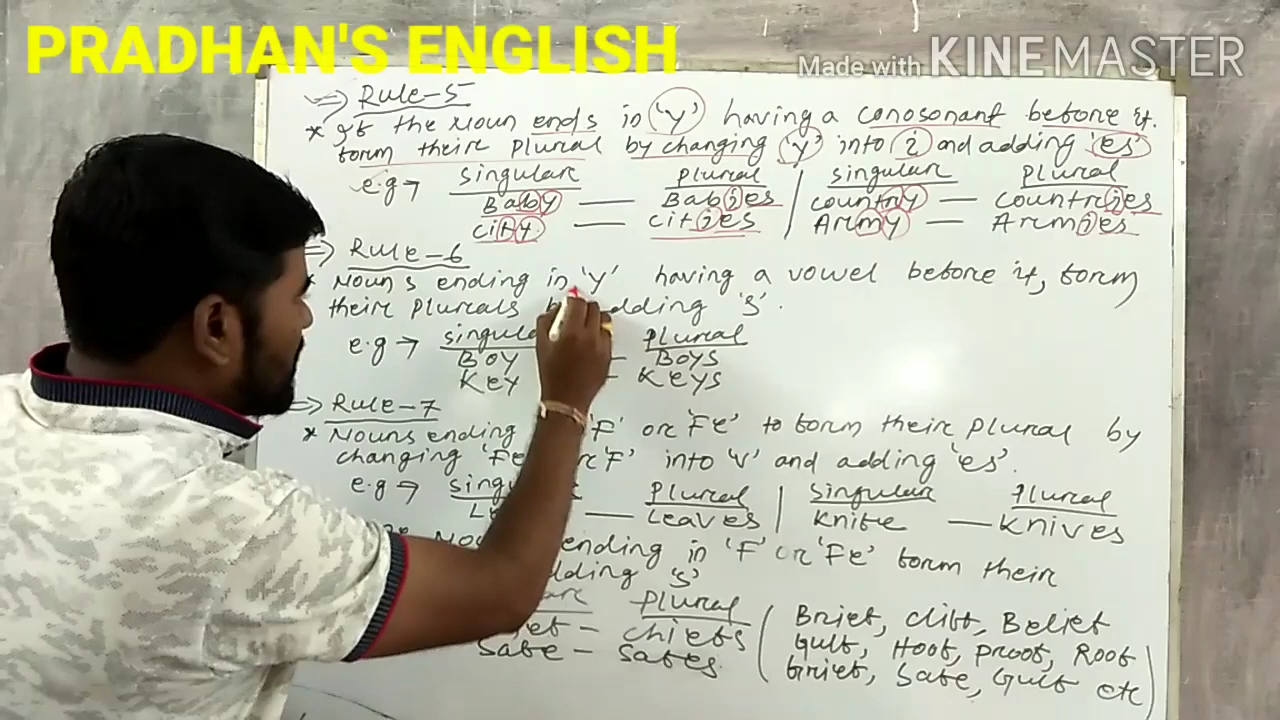 PRADHAN'S ENGLISH
Made with KINEMASTER
=> Rule-5
* If the Noun ends in 'y' having a conosonant before it.
form their plural by changing 'y' into i and adding 'es'
e.g → singular plural singular plural
Baby — Babies country — countries
city — cities Army — Armies
=> Rule-6
* Nouns ending in 'y' having a vowel before it, form
their plurals adding 's'.
e.g → plural
Boy — Boys
Key — Keys
=> Rule-7
* Nouns ending 'F' or 'Fe' to form their plural by
changing 'Fe 'F' into 'v' and adding 'es'.
e.g → plural singular plural
— Leaves knife — knives
ending in 'F' or 'Fe' form their
's'
plural
— chiefs
safe — safes
Brief, cliff, Belief
Gulf, Hoof, proof, Roof
Grief, safe, Gulf etc